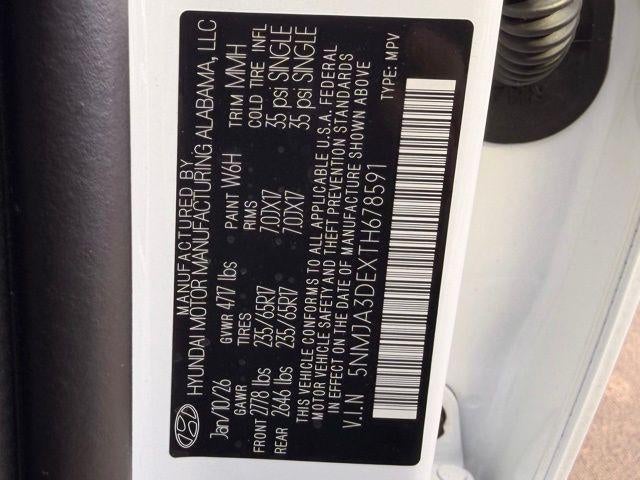 MANUFACTURED BY
HYUNDAI MOTOR MANUFACTURING ALABAMA, LLC
Jan/10/26 GVWR 4717 lbs PAINT W6H TRIM MMH
GAWR TIRES RIMS COLD TIRE INFL
FRONT 2778 lbs 235/65R17 7.0JX17 35 psi SINGLE
REAR 2646 lbs 235/65R17 7.0JX17 35 psi SINGLE
THIS VEHICLE CONFORMS TO ALL APPLICABLE U.S.A. FEDERAL
MOTOR VEHICLE SAFETY AND THEFT PREVENTION STANDARDS
IN EFFECT ON THE DATE OF MANUFACTURE SHOWN ABOVE
V.I.N 5NMJA3DEXTH678591 TYPE: MPV